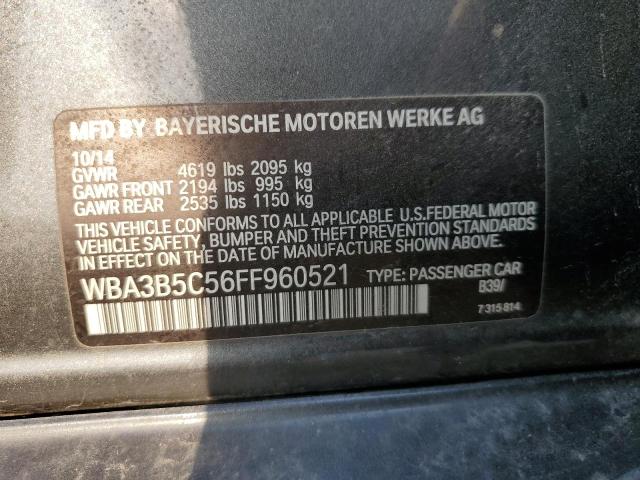 MFD BY BAYERISCHE MOTOREN WERKE AG
10/14
GVWR 4619 lbs 2095 kg
GAWR FRONT 2194 lbs 995 kg
GAWR REAR 2535 lbs 1150 kg
THIS VEHICLE CONFORMS TO ALL APPLICABLE U.S.FEDERAL MOTOR
VEHICLE SAFETY, BUMPER AND THEFT PREVENTION STANDARDS
IN EFFECT ON THE DATE OF MANUFACTURE SHOWN ABOVE.
WBA3B5C56FF960521 TYPE: PASSENGER CAR
B39/
7 315 814